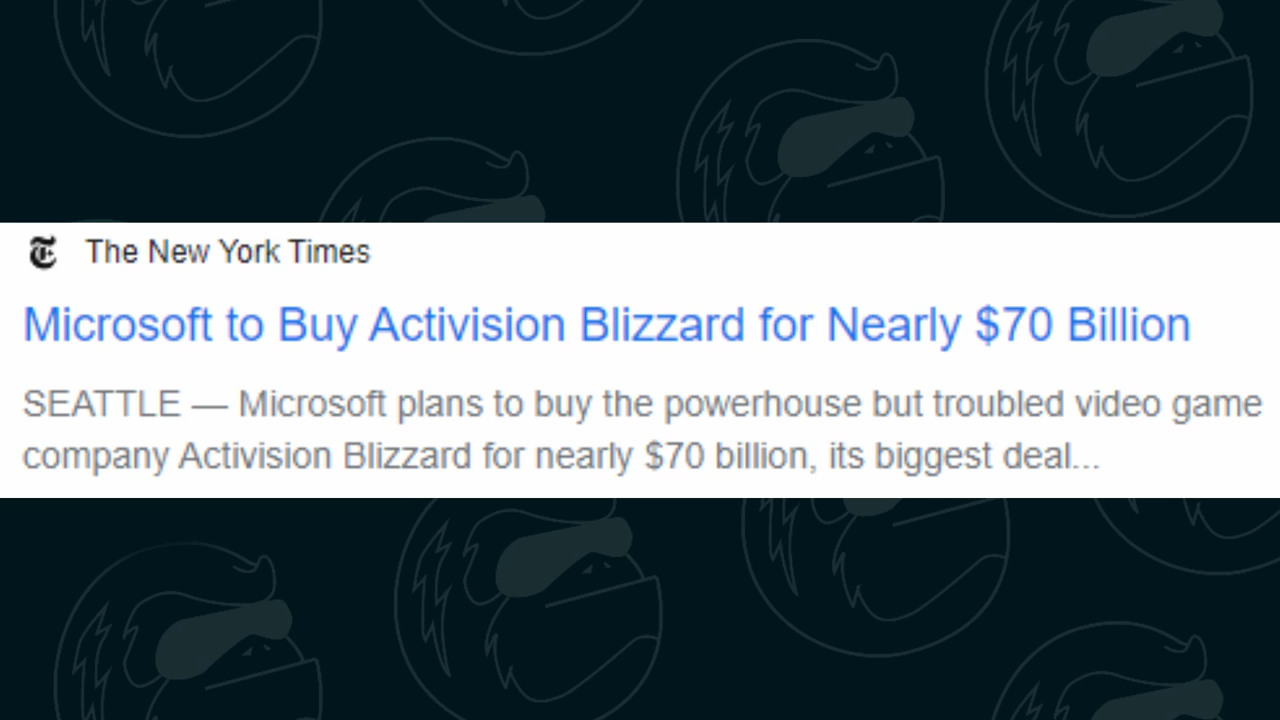 The New York Times
Microsoft to Buy Activision Blizzard for Nearly $70 Billion
SEATTLE — Microsoft plans to buy the powerhouse but troubled video game
company Activision Blizzard for nearly $70 billion, its biggest deal...